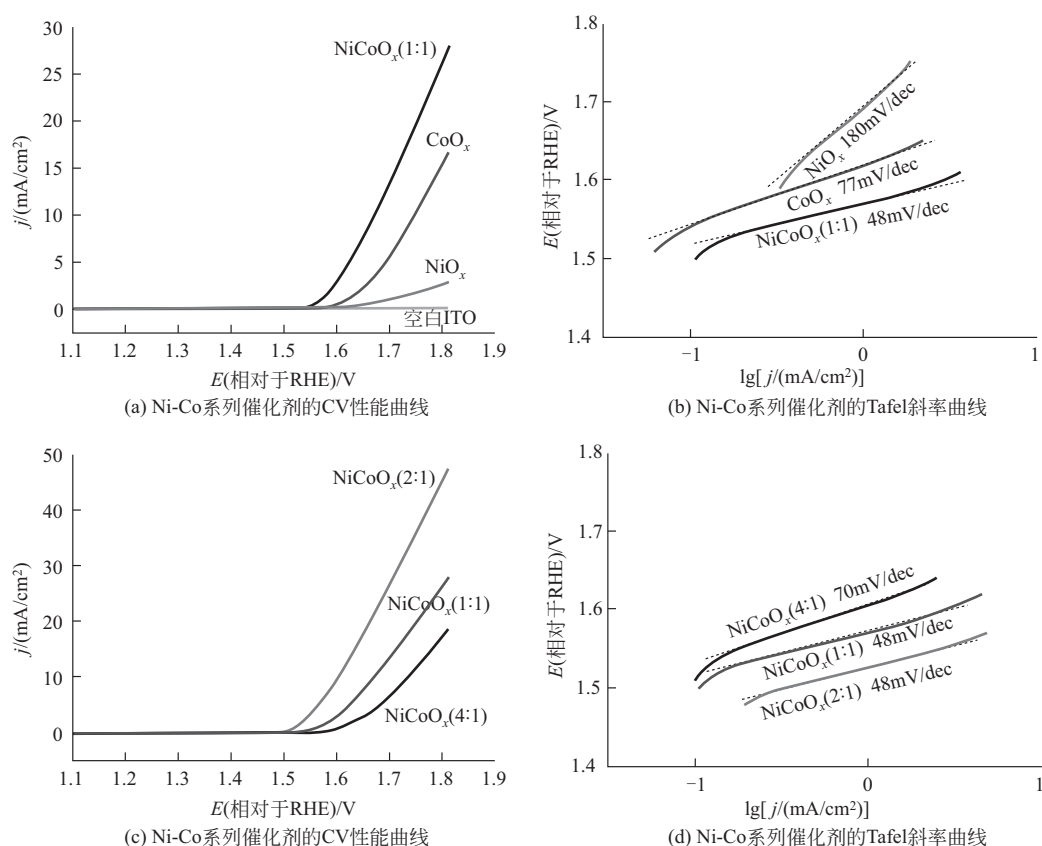 30
25
20
15
10
5
0
j/(mA/cm²)
NiCoOₓ(1∶1)
CoOₓ
NiOₓ
空白ITO
1.1 1.2 1.3 1.4 1.5 1.6 1.7 1.8 1.9
E(相对于RHE)/V
(a) Ni-Co系列催化剂的CV性能曲线
1.8
1.7
1.6
1.5
1.4
E(相对于RHE)/V
NiOₓ 180mV/dec
CoOₓ 77mV/dec
NiCoOₓ(1∶1) 48mV/dec
−1 0 1
lg[ j/(mA/cm²)]
(b) Ni-Co系列催化剂的Tafel斜率曲线
50
40
30
20
10
0
j/(mA/cm²)
NiCoOₓ(2∶1)
NiCoOₓ(1∶1)
NiCoOₓ(4∶1)
1.1 1.2 1.3 1.4 1.5 1.6 1.7 1.8 1.9
E(相对于RHE)/V
(c) Ni-Co系列催化剂的CV性能曲线
1.8
1.7
1.6
1.5
1.4
E(相对于RHE)/V
NiCoOₓ(4∶1) 70mV/dec
NiCoOₓ(1∶1) 48mV/dec
NiCoOₓ(2∶1) 48mV/dec
−1 0 1
lg[ j/(mA/cm²)]
(d) Ni-Co系列催化剂的Tafel斜率曲线